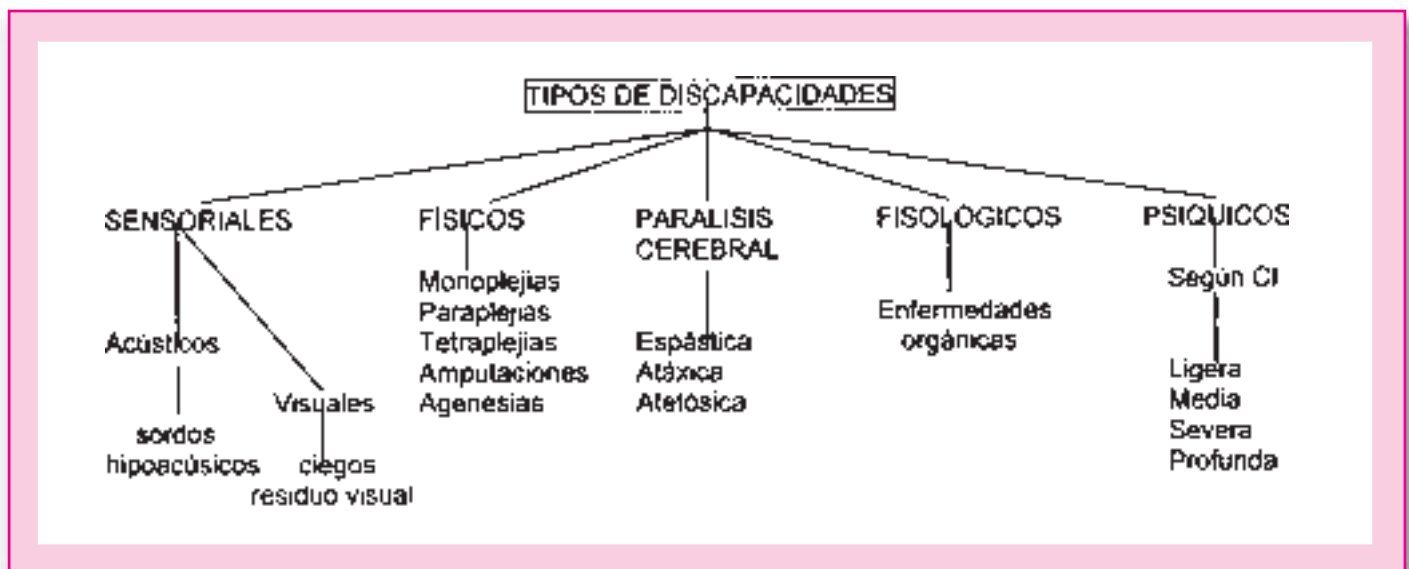 TIPOS DE DISCAPACIDADES
SENSORIALES
Acústicos
sordos
hipoacúsicos
Visuales
ciegos
residuo visual
FÍSICOS
Monoplejias
Paraplejias
Tetraplejias
Amputaciones
Agenesias
PARALISIS
CEREBRAL
Espástica
Atáxica
Atetósica
FISOLÓGICOS
Enfermedades
orgánicas
PSIQUICOS
Según CI
Ligera
Media
Severa
Profunda